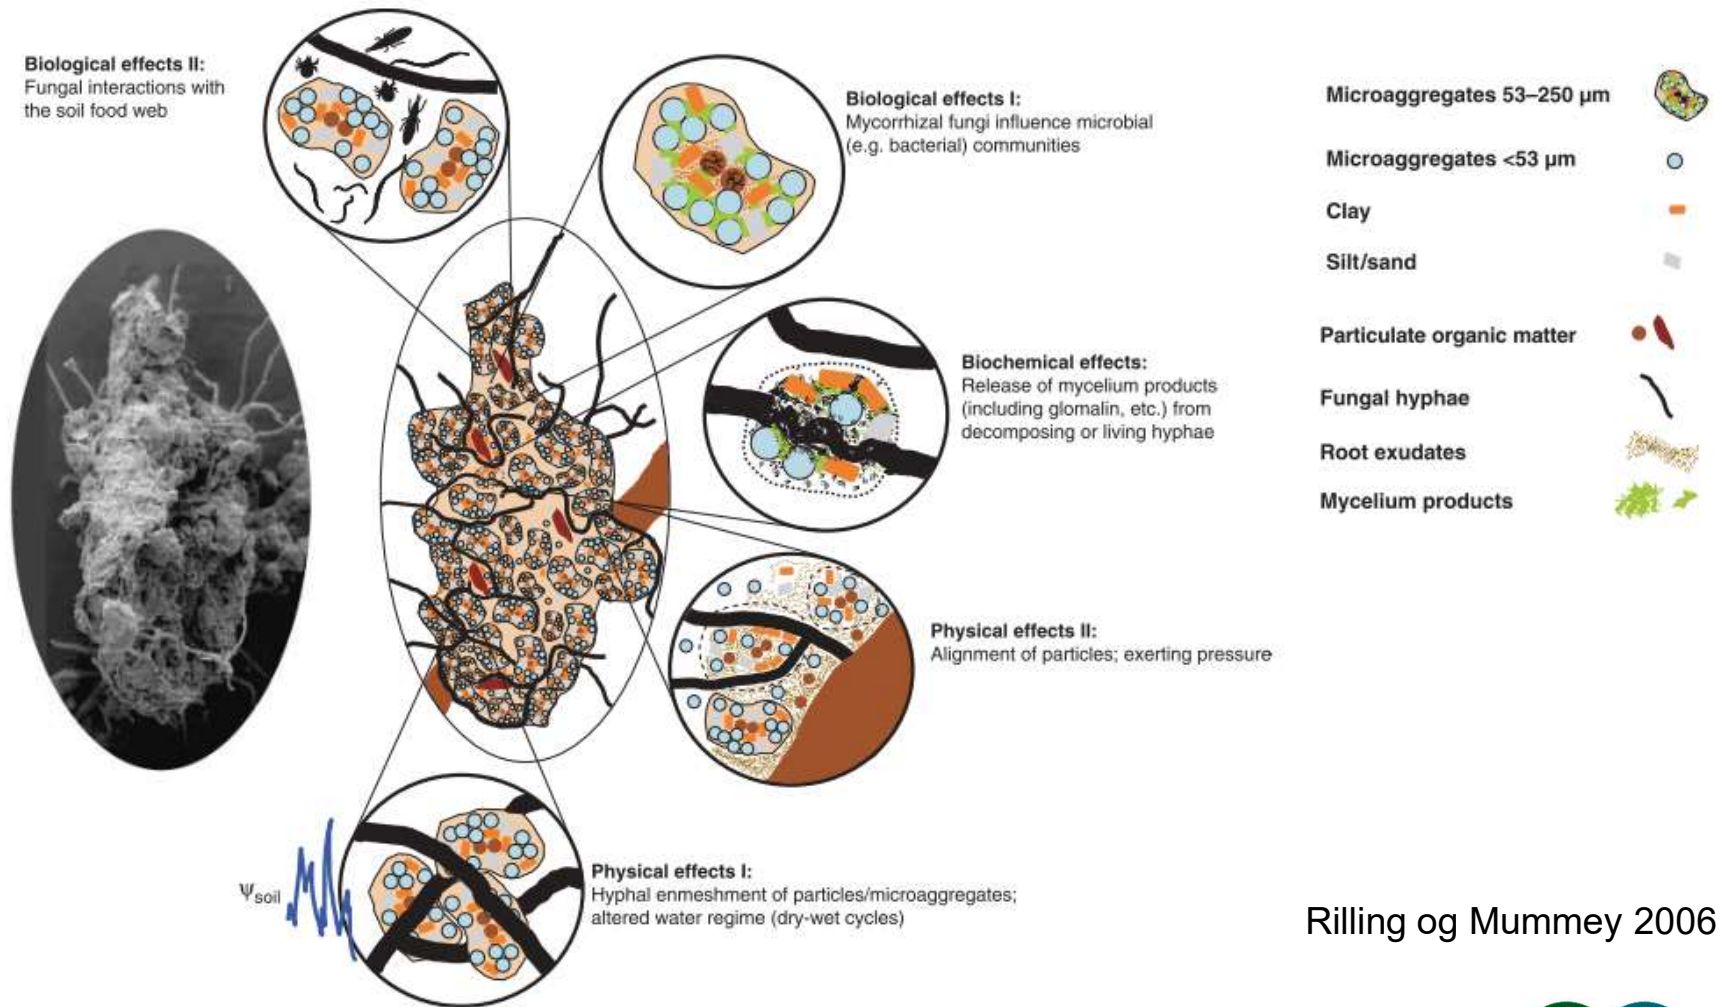 Biological effects II:
Fungal interactions with
the soil food web
Biological effects I:
Mycorrhizal fungi influence microbial
(e.g. bacterial) communities
Biochemical effects:
Release of mycelium products
(including glomalin, etc.) from
decomposing or living hyphae
Physical effects II:
Alignment of particles; exerting pressure
Ψsoil
Physical effects I:
Hyphal enmeshment of particles/microaggregates;
altered water regime (dry-wet cycles)
Microaggregates 53–250 µm
Microaggregates <53 µm
Clay
Silt/sand
Particulate organic matter
Fungal hyphae
Root exudates
Mycelium products
Rilling og Mummey 2006